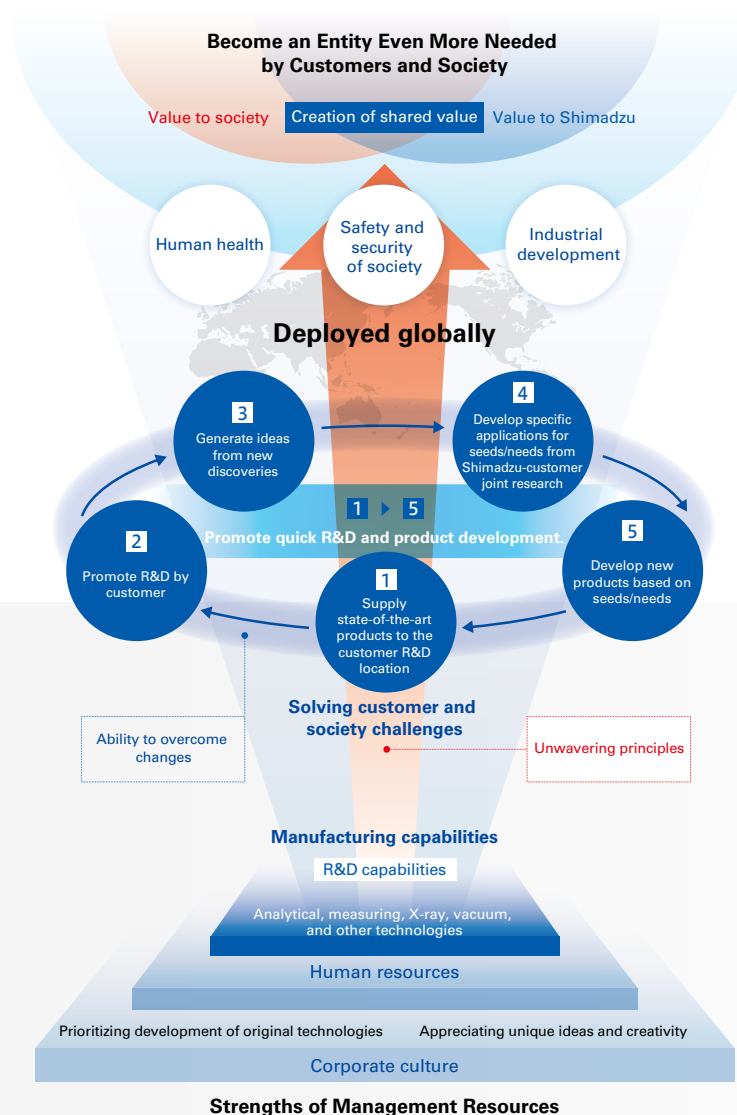 Become an Entity Even More Needed
by Customers and Society
Value to society
Creation of shared value
Value to Shimadzu
Human health
Safety and
security
of society
Industrial
development
Deployed globally
3
Generate ideas
from new
discoveries
4
Develop specific
applications for
seeds/needs from
Shimadzu-customer
joint research
1
5
Promote quick R&D and product development.
2
Promote R&D by
customer
5
Develop new
products based on
seeds/needs
1
Supply
state-of-the-art
products to the
customer R&D
location
Solving customer and
society challenges
Ability to overcome
changes
Unwavering principles
Manufacturing capabilities
R&D capabilities
Analytical, measuring, X-ray, vacuum,
and other technologies
Human resources
Prioritizing development of original technologies
Appreciating unique ideas and creativity
Corporate culture
Strengths of Management Resources